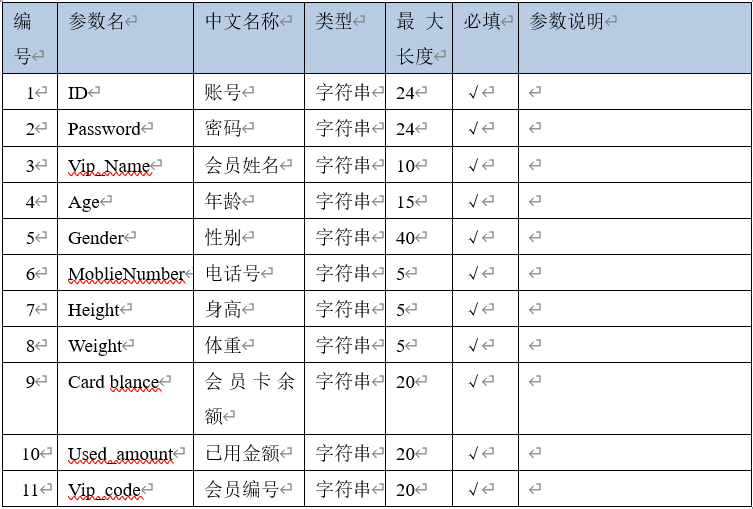 编号 参数名 中文名称 类型 最大长度 必填 参数说明
1 ID 账号 字符串 24 √
2 Password 密码 字符串 24 √
3 Vip_Name 会员姓名 字符串 10 √
4 Age 年龄 字符串 15 √
5 Gender 性别 字符串 40 √
6 MoblieNumber 电话号 字符串 5 √
7 Height 身高 字符串 5 √
8 Weight 体重 字符串 5 √
9 Card blance 会员卡余额 字符串 20 √
10 Used_amount 已用金额 字符串 20 √
11 Vip_code 会员编号 字符串 20 √